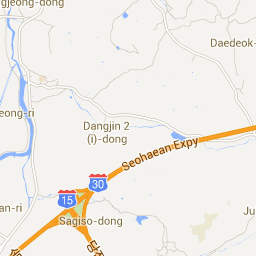 gjeong-dong
Daedeok-
eong-ri
Dangjin 2
(i)-dong
Seohaean Expy
30
15
an-ri
Sagiso-dong
Ju